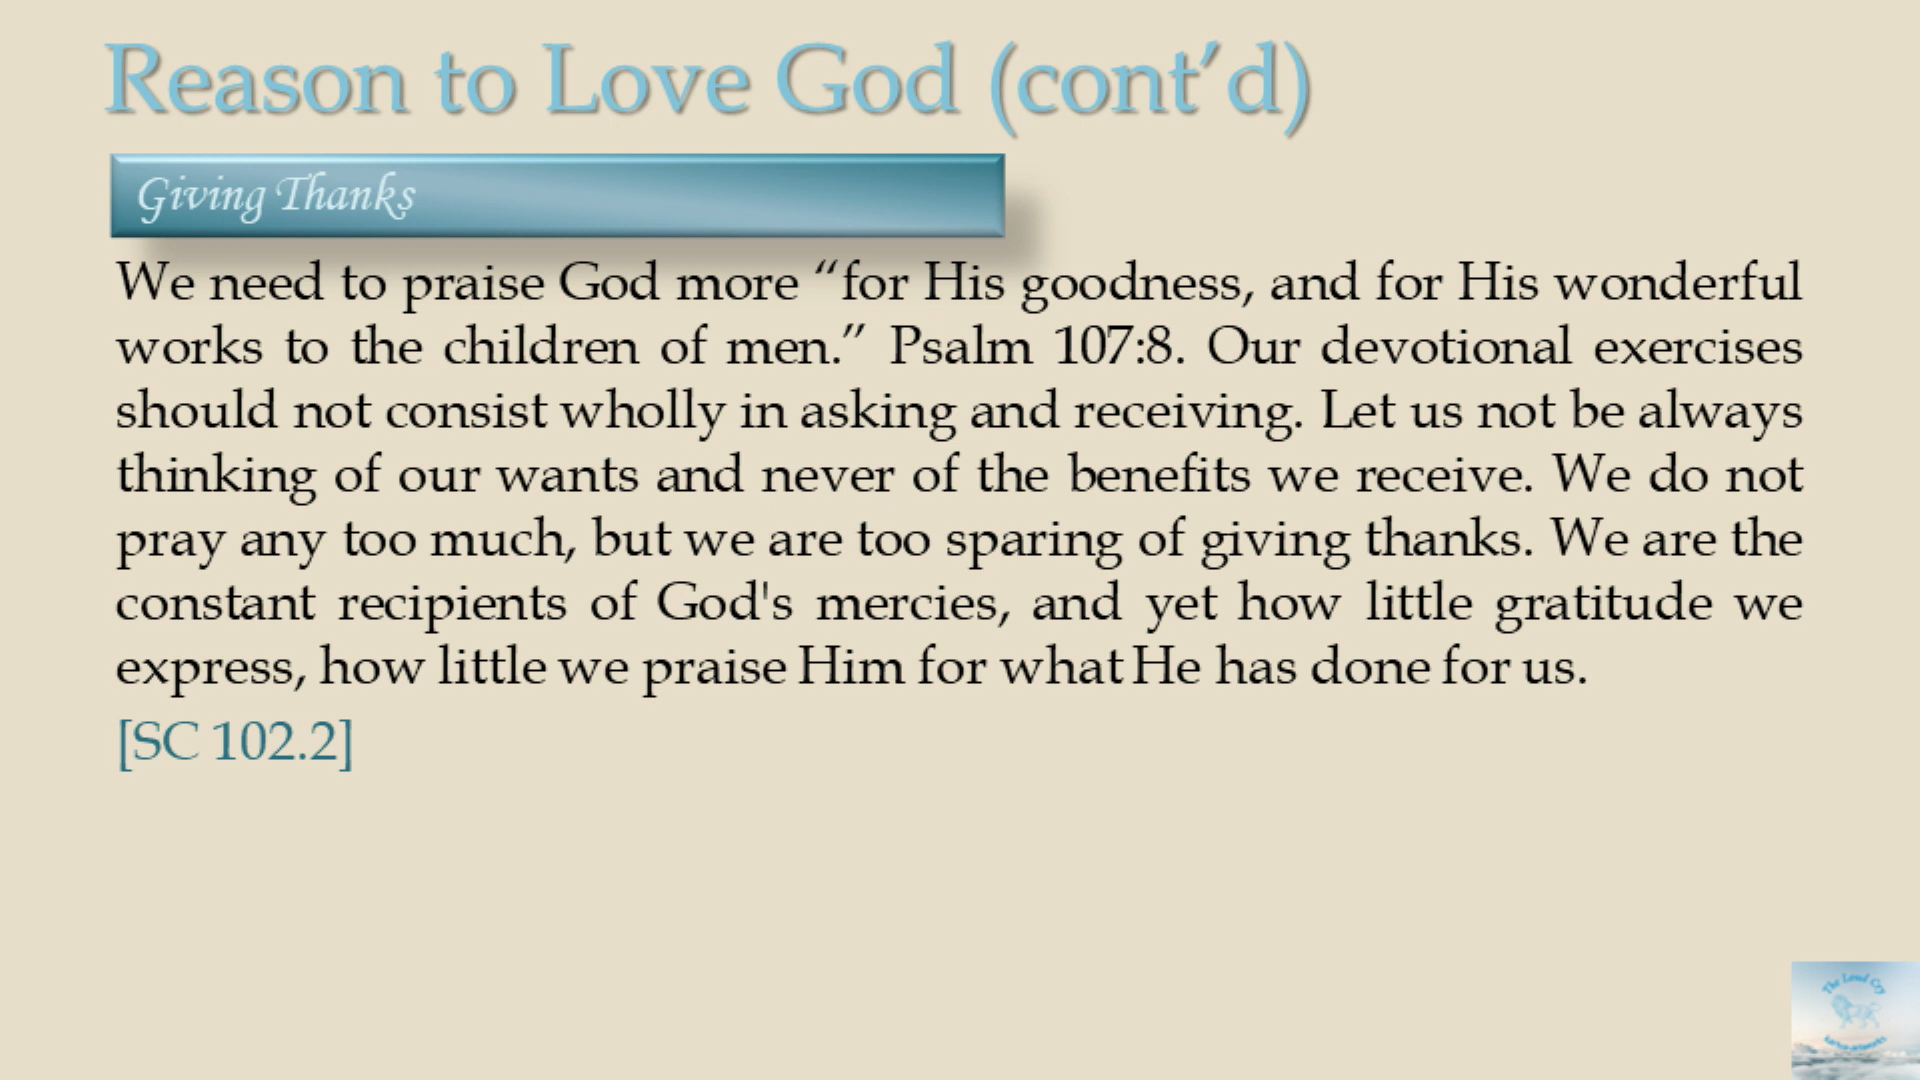 Reason to Love God (cont’d)
Giving Thanks
We need to praise God more “for His goodness, and for His wonderful
works to the children of men.” Psalm 107:8. Our devotional exercises
should not consist wholly in asking and receiving. Let us not be always
thinking of our wants and never of the benefits we receive. We do not
pray any too much, but we are too sparing of giving thanks. We are the
constant recipients of God's mercies, and yet how little gratitude we
express, how little we praise Him for what He has done for us.
[SC 102.2]
The Loud Cry